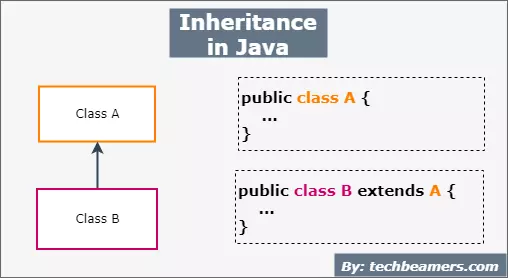 Inheritance
in Java
Class A
public class A {
...
}
Class B
public class B extends A {
...
}
By: techbeamers.com